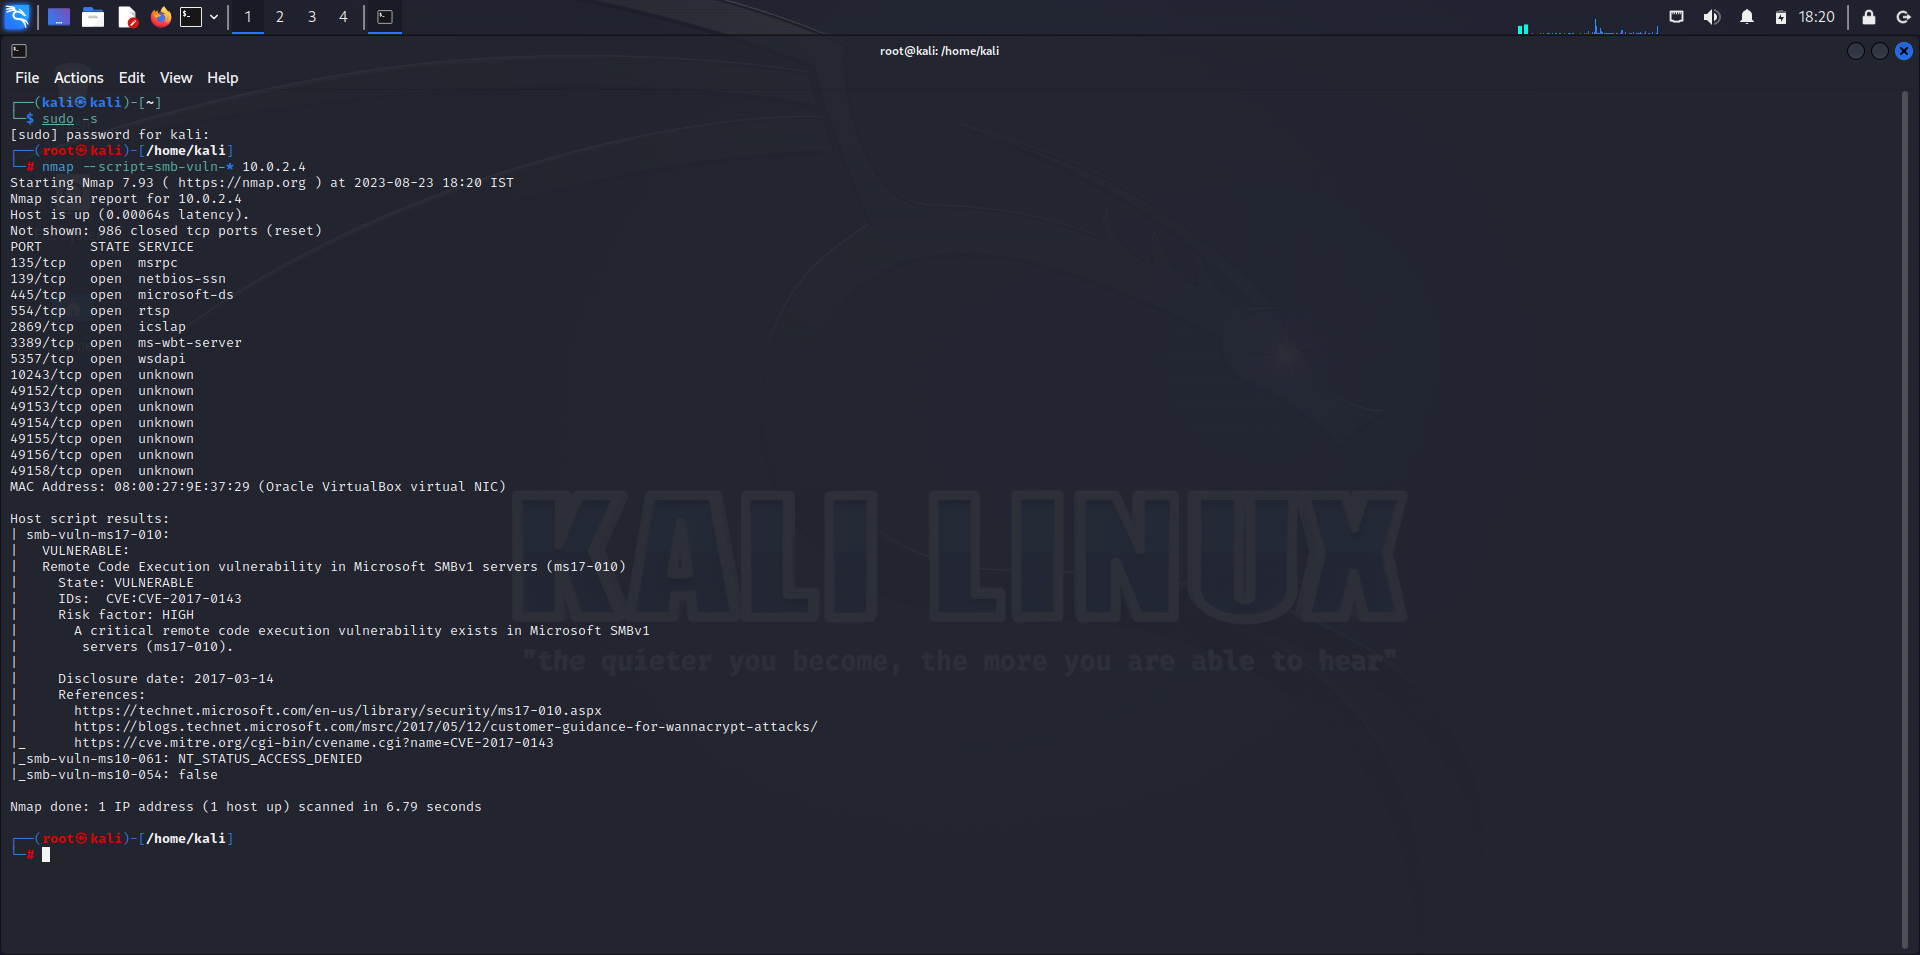 1 2 3 4 18:20
root@kali: /home/kali
File Actions Edit View Help
┌──(kali㉿kali)-[~]
└─$ sudo -s
[sudo] password for kali:
┌──(root㉿kali)-[/home/kali]
└─# nmap --script=smb-vuln-* 10.0.2.4
Starting Nmap 7.93 ( https://nmap.org ) at 2023-08-23 18:20 IST
Nmap scan report for 10.0.2.4
Host is up (0.00064s latency).
Not shown: 986 closed tcp ports (reset)
PORT      STATE SERVICE
135/tcp   open  msrpc
139/tcp   open  netbios-ssn
445/tcp   open  microsoft-ds
554/tcp   open  rtsp
2869/tcp  open  icslap
3389/tcp  open  ms-wbt-server
5357/tcp  open  wsdapi
10243/tcp open  unknown
49152/tcp open  unknown
49153/tcp open  unknown
49154/tcp open  unknown
49155/tcp open  unknown
49156/tcp open  unknown
49158/tcp open  unknown
MAC Address: 08:00:27:9E:37:29 (Oracle VirtualBox virtual NIC)
Host script results:
| smb-vuln-ms17-010:
|   VULNERABLE:
|   Remote Code Execution vulnerability in Microsoft SMBv1 servers (ms17-010)
|     State: VULNERABLE
|     IDs:  CVE:CVE-2017-0143
|     Risk factor: HIGH
|       A critical remote code execution vulnerability exists in Microsoft SMBv1
|        servers (ms17-010).
|
|     Disclosure date: 2017-03-14
|     References:
|       https://technet.microsoft.com/en-us/library/security/ms17-010.aspx
|       https://blogs.technet.microsoft.com/msrc/2017/05/12/customer-guidance-for-wannacrypt-attacks/
|_      https://cve.mitre.org/cgi-bin/cvename.cgi?name=CVE-2017-0143
|_smb-vuln-ms10-061: NT_STATUS_ACCESS_DENIED
|_smb-vuln-ms10-054: false
Nmap done: 1 IP address (1 host up) scanned in 6.79 seconds
┌──(root㉿kali)-[/home/kali]
└─#
KALI LINUX
"the quieter you become, the more you are able to hear"